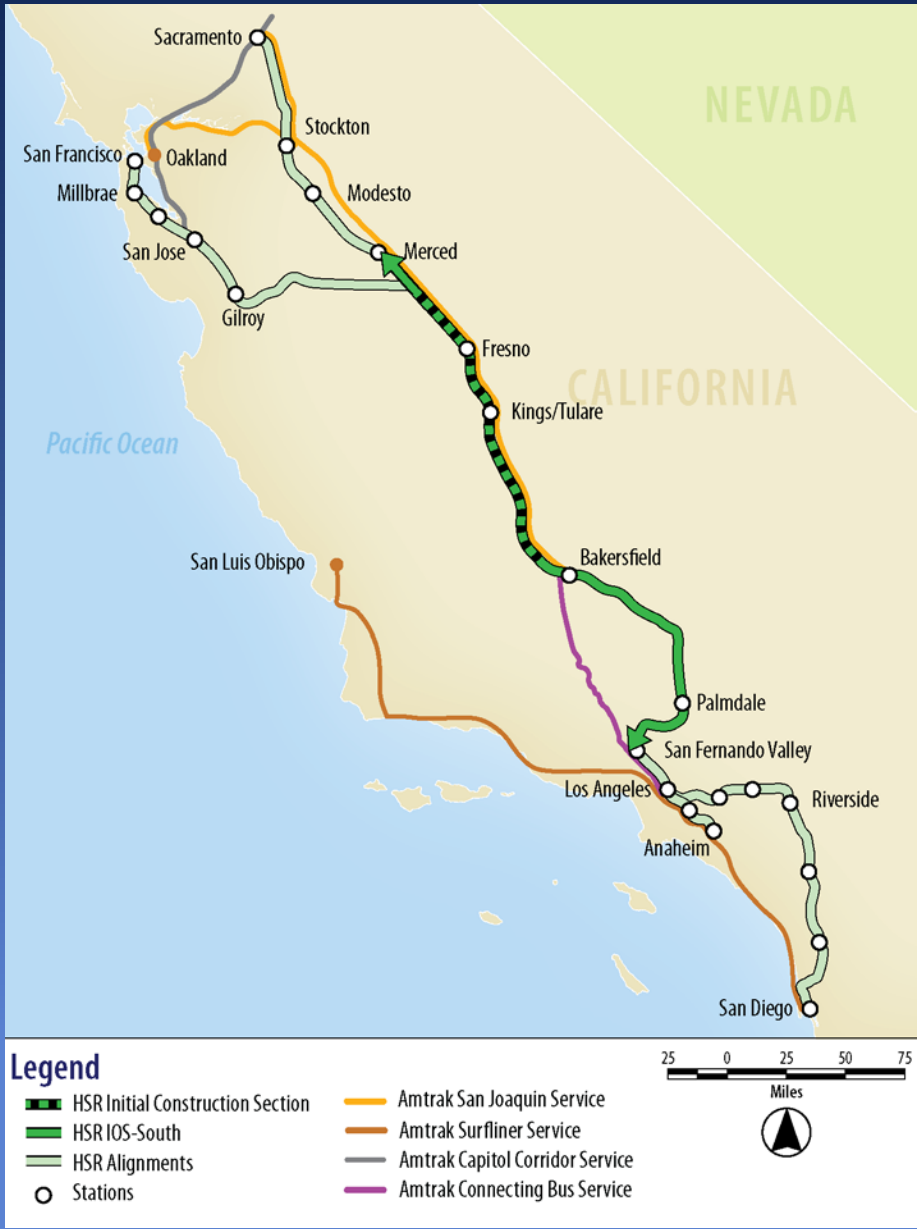 Sacramento
NEVADA
Stockton
San Francisco
Oakland
Millbrae
Modesto
San Jose
Merced
Gilroy
Fresno
CALIFORNIA
Kings/Tulare
Pacific Ocean
San Luis Obispo
Bakersfield
Palmdale
San Fernando Valley
Los Angeles
Riverside
Anaheim
San Diego
Legend
HSR Initial Construction Section
HSR IOS-South
HSR Alignments
Stations
Amtrak San Joaquin Service
Amtrak Surfliner Service
Amtrak Capitol Corridor Service
Amtrak Connecting Bus Service
25 0 25 50 75
Miles